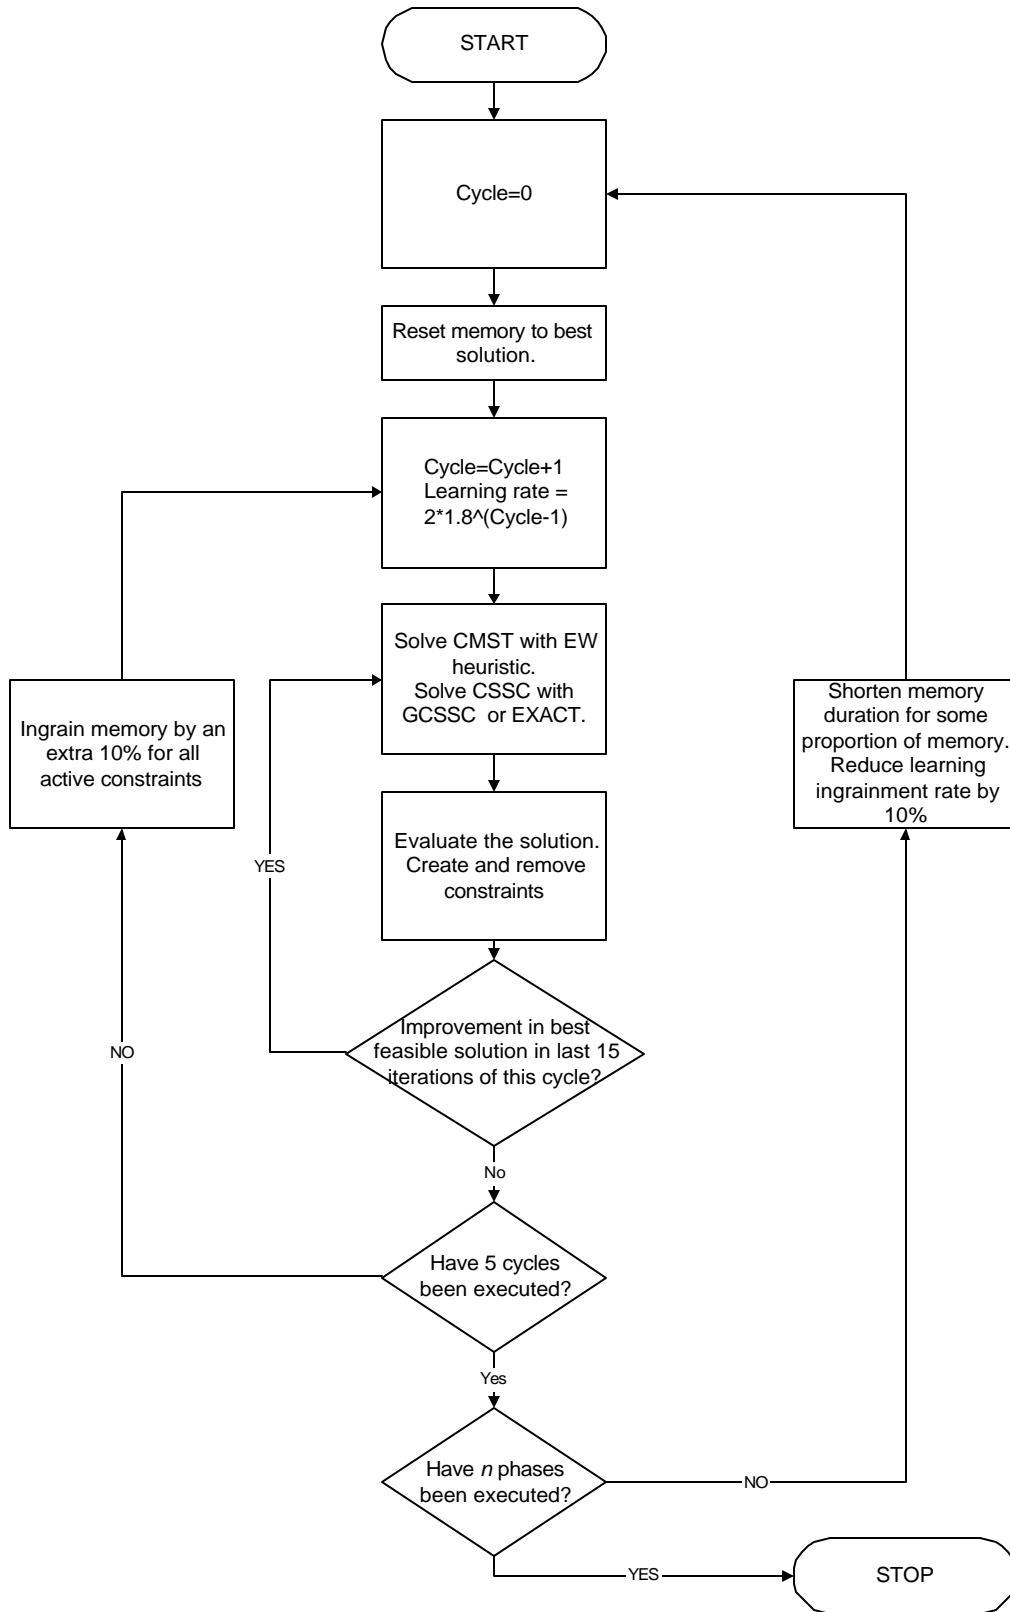 START
Cycle=0
Reset memory to best
solution.
Cycle=Cycle+1
Learning rate =
2*1.8^(Cycle-1)
Solve CMST with EW
heuristic.
Solve CSSC with
GCSSC or EXACT.
Ingrain memory by an
extra 10% for all
active constraints
Shorten memory
duration for some
proportion of memory.
Reduce learning
ingrainment rate by
10%
Evaluate the solution.
Create and remove
constraints
YES
Improvement in best
feasible solution in last 15
iterations of this cycle?
NO
No
Have 5 cycles
been executed?
Yes
Have n phases
been executed?
NO
YES
STOP